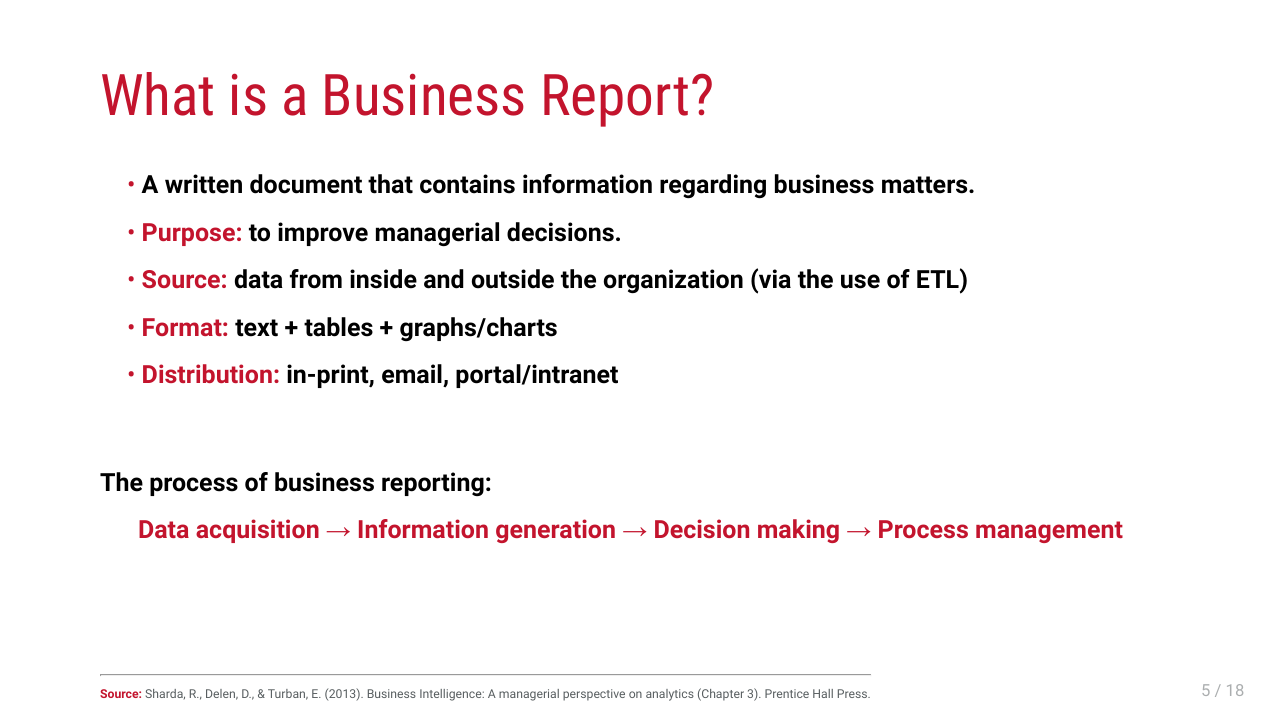 What is a Business Report?
• A written document that contains information regarding business matters.
• Purpose: to improve managerial decisions.
• Source: data from inside and outside the organization (via the use of ETL)
• Format: text + tables + graphs/charts
• Distribution: in-print, email, portal/intranet
The process of business reporting:
Data acquisition → Information generation → Decision making → Process management
Source: Sharda, R., Delen, D., & Turban, E. (2013). Business Intelligence: A managerial perspective on analytics (Chapter 3). Prentice Hall Press.
5 / 18